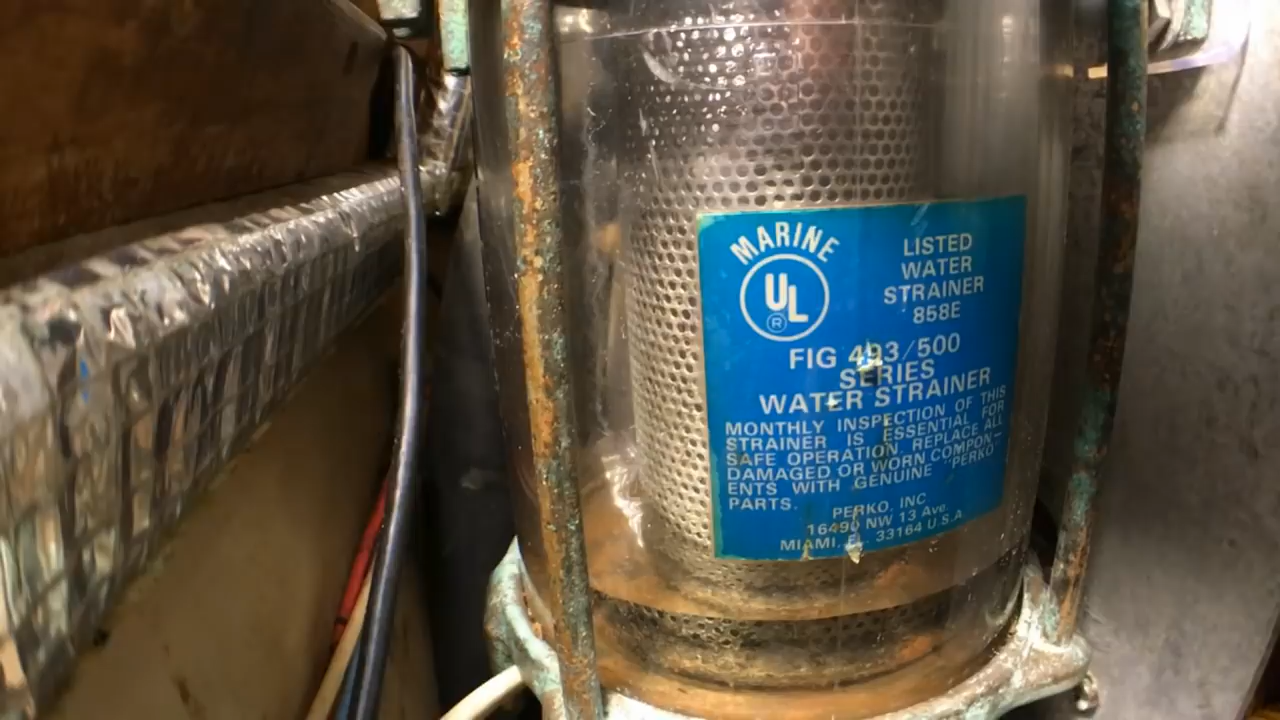 MARINE
UL
®
LISTED
WATER
STRAINER
858E
FIG 493/500
SERIES
WATER STRAINER
MONTHLY INSPECTION OF THIS
STRAINER IS ESSENTIAL FOR
SAFE OPERATION. REPLACE ALL
DAMAGED OR WORN COMPON-
ENTS WITH GENUINE "PERKO"
PARTS.
PERKO, INC
16490 NW 13 Ave.
MIAMI, FL. 33164 U.S.A